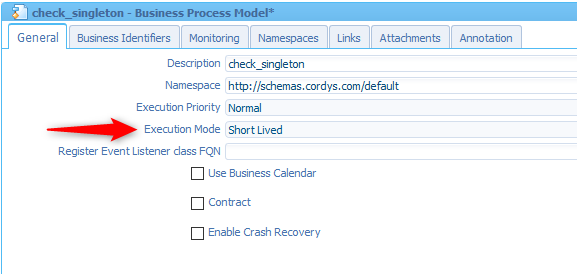 check_singleton - Business Process Model*
General Business Identifiers Monitoring Namespaces Links Attachments Annotation
Description check_singleton
Namespace http://schemas.cordys.com/default
Execution Priority Normal
Execution Mode Short Lived
Register Event Listener class FQN
Use Business Calendar
Contract
Enable Crash Recovery